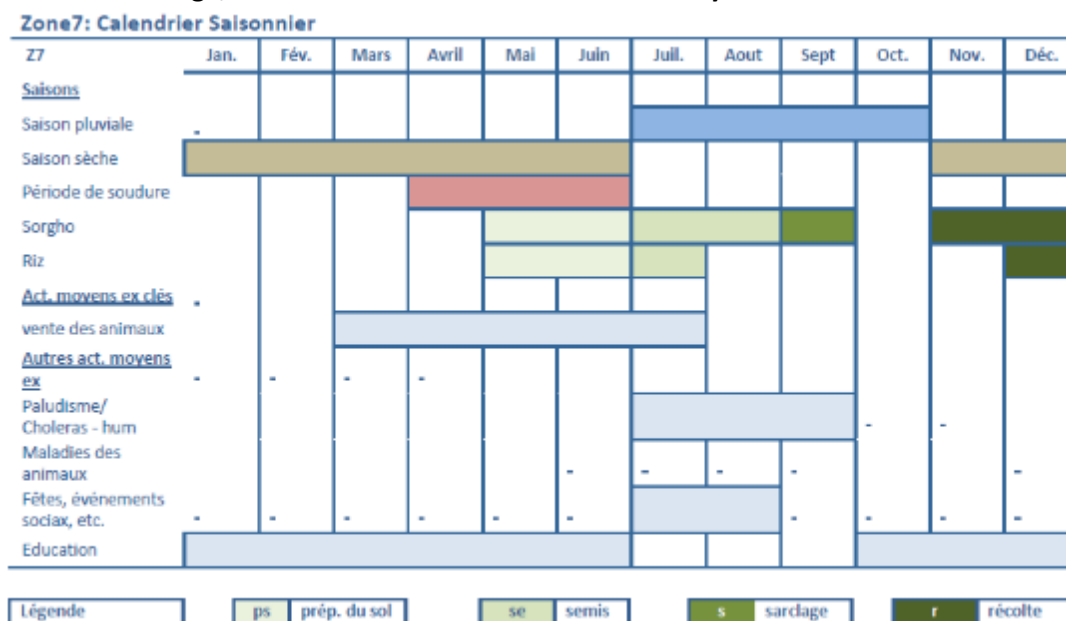 Zone7: Calendrier Saisonnier
Z7 Jan. Fév. Mars Avril Mai Juin Juil. Aout Sept Oct. Nov. Déc.
Saisons
Saison pluviale -
Saison sèche
Période de soudure
Sorgho
Riz
Act. moyens ex clés -
vente des animaux
Autres act. moyens
ex - - - -
Paludisme/
Choleras - hum - -
Maladies des
animaux - - - - -
Fêtes, événements
sociax, etc. - - - - - - - - - -
Education
Légende ps prép. du sol se semis s sarclage r récolte